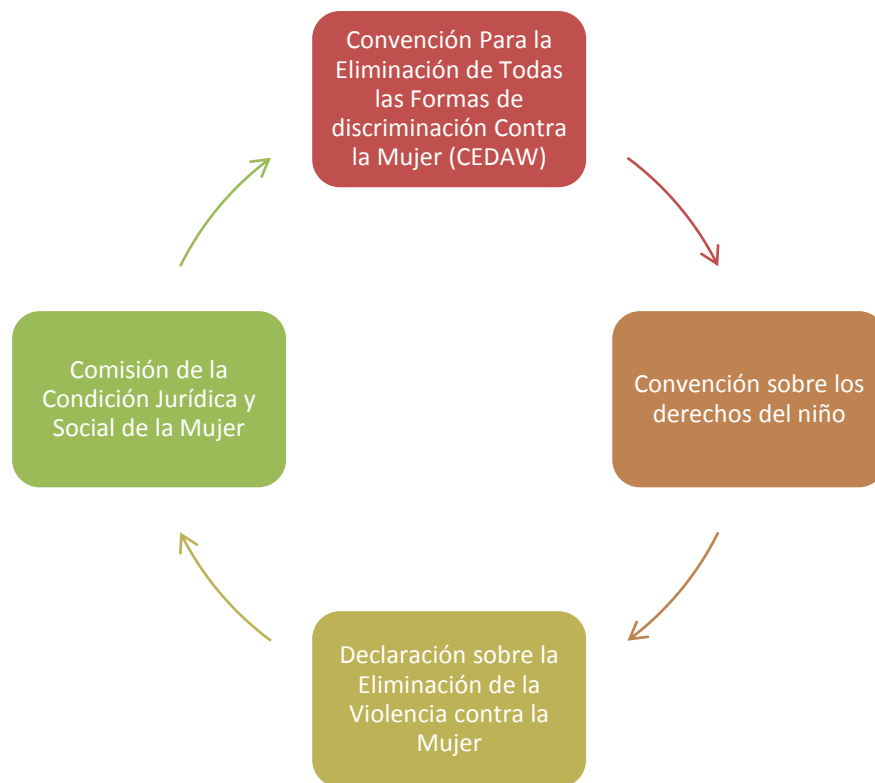 Convención Para la
Eliminación de Todas
las Formas de
discriminación Contra
la Mujer (CEDAW)
Convención sobre los
derechos del niño
Declaración sobre la
Eliminación de la
Violencia contra la
Mujer
Comisión de la
Condición Jurídica y
Social de la Mujer